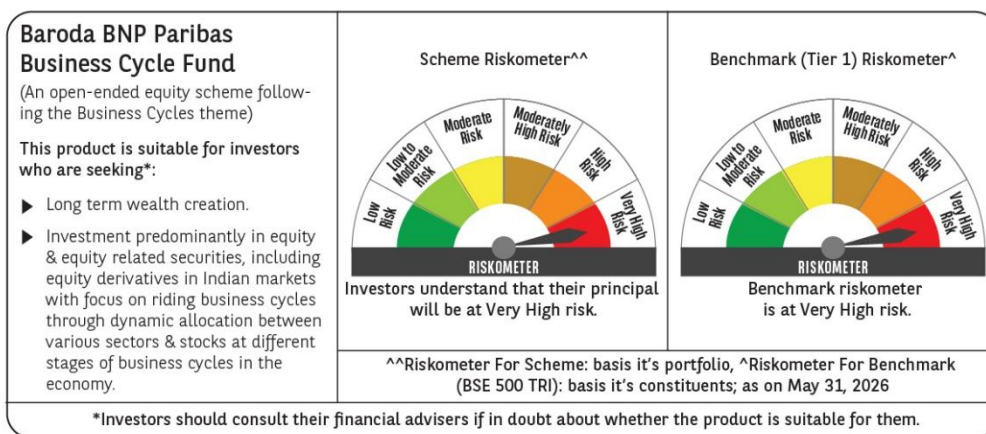 Baroda BNP Paribas
Business Cycle Fund
(An open-ended equity scheme follow-
ing the Business Cycles theme)
This product is suitable for investors
who are seeking*:
▶ Long term wealth creation.
▶ Investment predominantly in equity
& equity related securities, including
equity derivatives in Indian markets
with focus on riding business cycles
through dynamic allocation between
various sectors & stocks at different
stages of business cycles in the
economy.
Scheme Riskometer^^
Low
Risk
Low to
Moderate
Risk
Moderate
Risk
Moderately
High Risk
High
Risk
Very High
Risk
RISKOMETER
Investors understand that their principal
will be at Very High risk.
Benchmark (Tier 1) Riskometer^
Low
Risk
Low to
Moderate
Risk
Moderate
Risk
Moderately
High Risk
High
Risk
Very High
Risk
RISKOMETER
Benchmark riskometer
is at Very High risk.
^^Riskometer For Scheme: basis it's portfolio, ^Riskometer For Benchmark
(BSE 500 TRI): basis it's constituents; as on May 31, 2026
*Investors should consult their financial advisers if in doubt about whether the product is suitable for them.